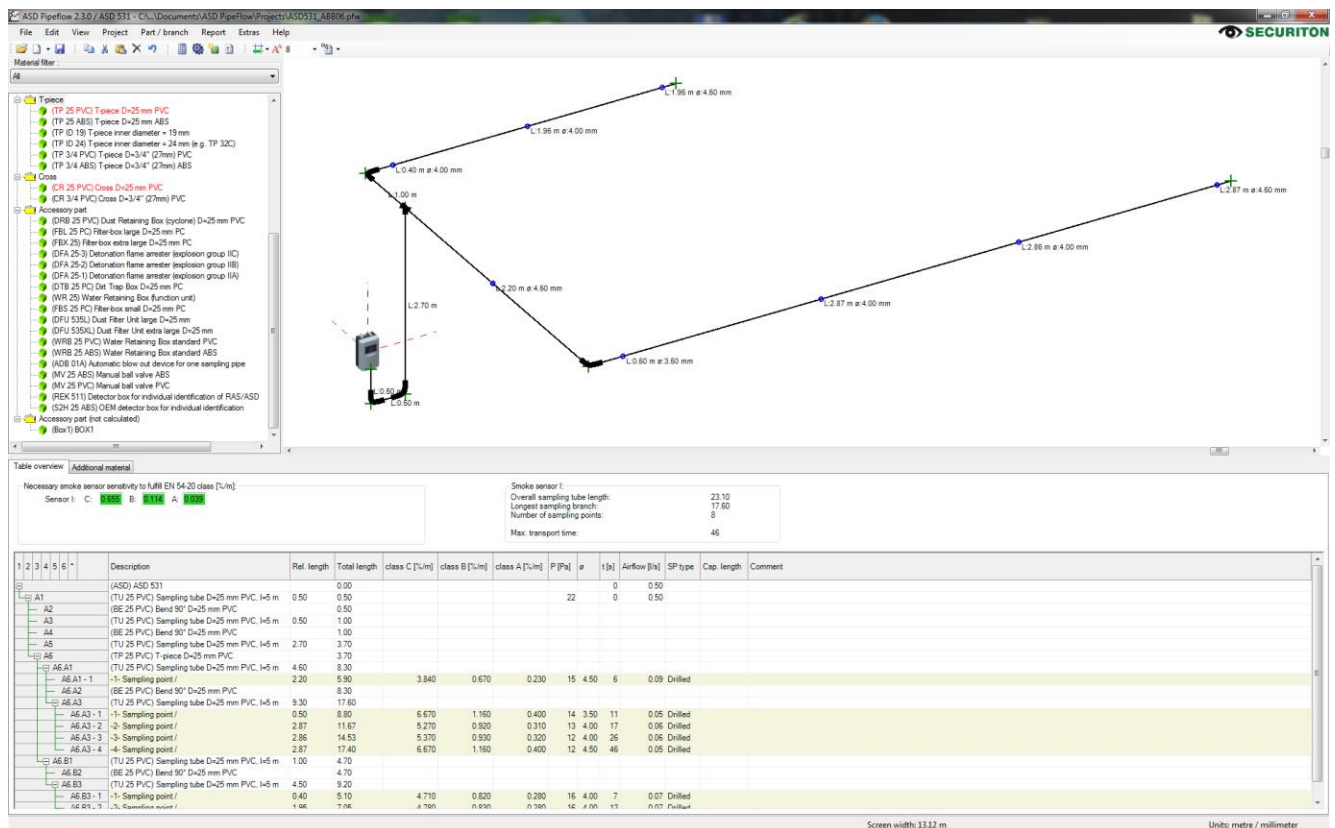 ASD Pipeflow 2.3.0 / ASD 531 - C:\...\Documents\ASD PipeFlow\Projects\ASD531_ABB06.pfw
File Edit View Project Part / branch Report Extras Help
SECURITON
Material filter :
All
T-piece
(TP 25 PVC) T-piece D=25 mm PVC
(TP 25 ABS) T-piece D=25 mm ABS
(TP ID 19) T-piece inner diameter = 19 mm
(TP ID 24) T-piece inner diameter = 24 mm (e.g. TP 32C)
(TP 3/4 PVC) T-piece D=3/4" (27mm) PVC
(TP 3/4 ABS) T-piece D=3/4" (27mm) ABS
Cross
(CR 25 PVC) Cross D=25 mm PVC
(CR 3/4 PVC) Cross D=3/4" (27mm) PVC
Accessory part
(DRB 25 PVC) Dust Retaining Box (cyclone) D=25 mm PVC
(FBL 25 PC) Filter-box large D=25 mm PC
(FBX 25) Filter-box extra large D=25 mm PC
(DFA 25-3) Detonation flame arrester (explosion group IIC)
(DFA 25-2) Detonation flame arrester (explosion group IIB)
(DFA 25-1) Detonation flame arrester (explosion group IIA)
(DTB 25 PC) Dirt Trap Box D=25 mm PC
(WR 25) Water Retaining Box (function unit)
(FBS 25 PC) Filter-box small D=25 mm PC
(DFU 535L) Dust Filter Unit large D=25 mm
(DFU 535XL) Dust Filter Unit extra large D=25 mm
(WRB 25 PVC) Water Retaining Box standard PVC
(WRB 25 ABS) Water Retaining Box standard ABS
(ADB 01A) Automatic blow out device for one sampling pipe
(MV 25 ABS) Manual ball valve ABS
(MV 25 PVC) Manual ball valve PVC
(REK 511) Detector box for individual identification of RAS/ASD
(S2H 25 ABS) OEM detector box for individual identification
Accessory part (not calculated)
(Box1) BOX1
L:1.95 m ø:4.50 mm
L:1.95 m ø:4.00 mm
L:0.40 m ø:4.00 mm
L:1.00 m
L:2.87 m ø:4.50 mm
L:2.86 m ø:4.00 mm
L:2.20 m ø:4.50 mm
L:2.87 m ø:4.00 mm
L:2.70 m
L:0.50 m ø:3.50 mm
L:0.50 m
L:0.50 m
Table overview Additional material
Necessary smoke sensor sensitivity to fulfill EN 54-20 class [%/m]:
Sensor I: C: 0.655 B: 0.114 A: 0.039
Smoke sensor I:
Overall sampling tube length: 23.10
Longest sampling branch: 17.60
Number of sampling points: 8
Max. transport time: 46
1 2 3 4 5 6 * Description Rel. length Total length class C [%/m] class B [%/m] class A [%/m] P [Pa] ø t [s] Airflow [l/s] SP type Cap. length Comment
(ASD) ASD 531 0.00 0 0.50
A1 (TU 25 PVC) Sampling tube D=25 mm PVC, l=5 m 0.50 0.50 22 0 0.50
A2 (BE 25 PVC) Bend 90° D=25 mm PVC 0.50
A3 (TU 25 PVC) Sampling tube D=25 mm PVC, l=5 m 0.50 1.00
A4 (BE 25 PVC) Bend 90° D=25 mm PVC 1.00
A5 (TU 25 PVC) Sampling tube D=25 mm PVC, l=5 m 2.70 3.70
A6 (TP 25 PVC) T-piece D=25 mm PVC 3.70
A6.A1 (TU 25 PVC) Sampling tube D=25 mm PVC, l=5 m 4.60 8.30
A6.A1 - 1 -1- Sampling point / 2.20 5.90 3.840 0.670 0.230 15 4.50 6 0.09 Drilled
A6.A2 (BE 25 PVC) Bend 90° D=25 mm PVC 8.30
A6.A3 (TU 25 PVC) Sampling tube D=25 mm PVC, l=5 m 9.30 17.60
A6.A3 - 1 -1- Sampling point / 0.50 8.80 6.670 1.160 0.400 14 3.50 11 0.05 Drilled
A6.A3 - 2 -2- Sampling point / 2.87 11.67 5.270 0.920 0.310 13 4.00 17 0.06 Drilled
A6.A3 - 3 -3- Sampling point / 2.86 14.53 5.370 0.930 0.320 12 4.00 26 0.06 Drilled
A6.A3 - 4 -4- Sampling point / 2.87 17.40 6.670 1.160 0.400 12 4.50 46 0.05 Drilled
A6.B1 (TU 25 PVC) Sampling tube D=25 mm PVC, l=5 m 1.00 4.70
A6.B2 (BE 25 PVC) Bend 90° D=25 mm PVC 4.70
A6.B3 (TU 25 PVC) Sampling tube D=25 mm PVC, l=5 m 4.50 9.20
A6.B3 - 1 -1- Sampling point / 0.40 5.10 4.710 0.820 0.280 16 4.00 7 0.07 Drilled
A6.B3 - 2 -2- Sampling point / 1.95 7.05 4.780 0.830 0.280 16 4.00 12 0.07 Drilled
Screen width: 13.12 m Units: metre / millimeter